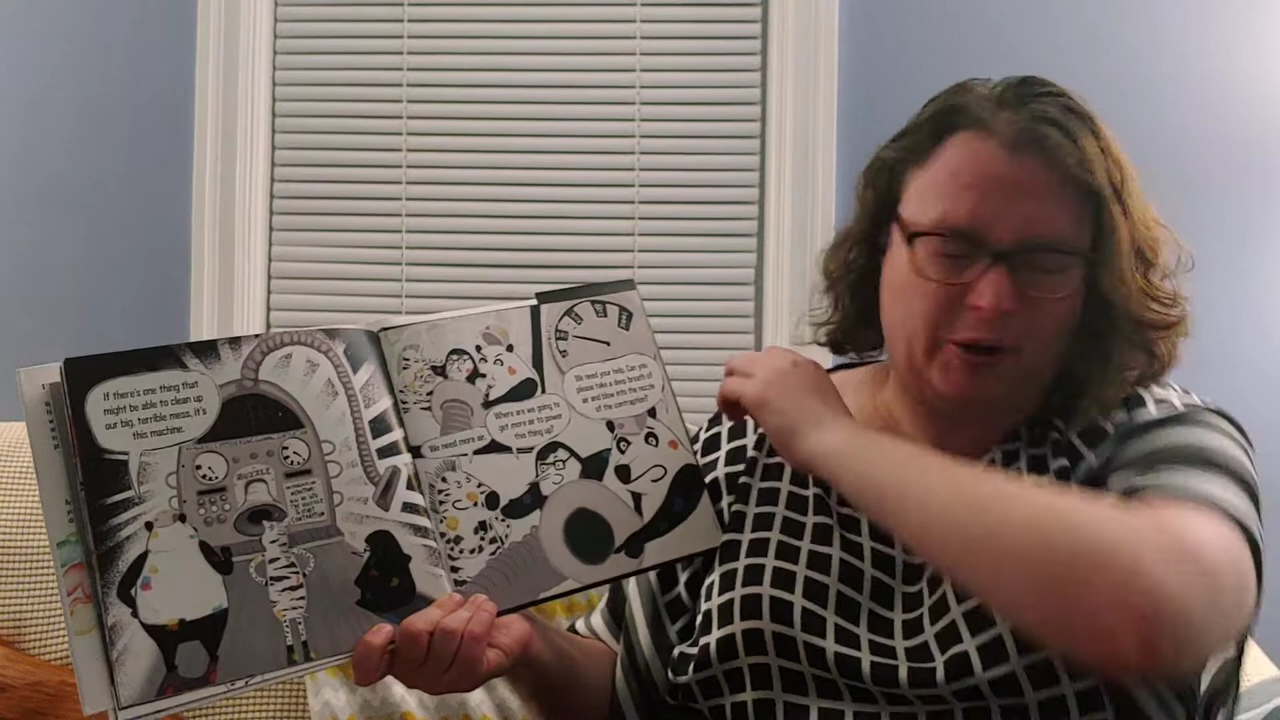 If there's one thing that
might be able to clean up
our big, terrible mess, it's
this machine.
NOZZLE
We need more air.
Where are we going to
get more air to power
this thing up?
We need your help. Can you
please take a deep breath of
air and blow into the nozzle
of the contraption?